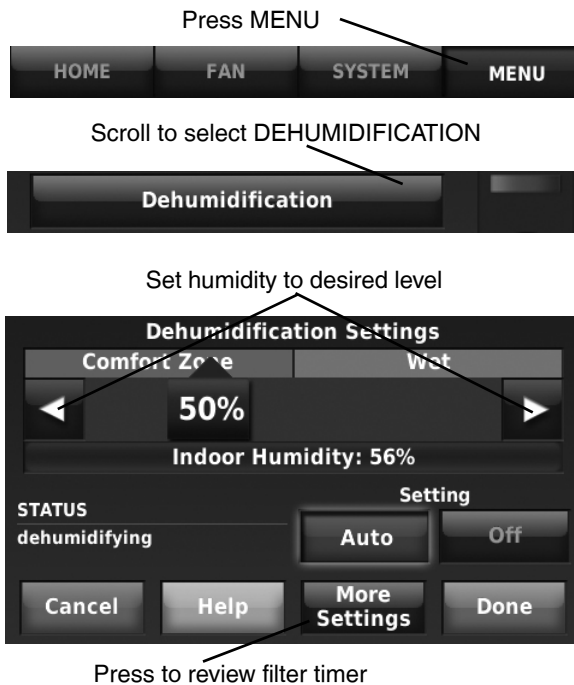 Press MENU
HOME FAN SYSTEM MENU
Scroll to select DEHUMIDIFICATION
Dehumidification
Set humidity to desired level
Dehumidification Settings
Comfort Zone Wet
50%
Indoor Humidity: 56%
STATUS
dehumidifying
Setting
Auto Off
Cancel Help More Settings Done
Press to review filter timer